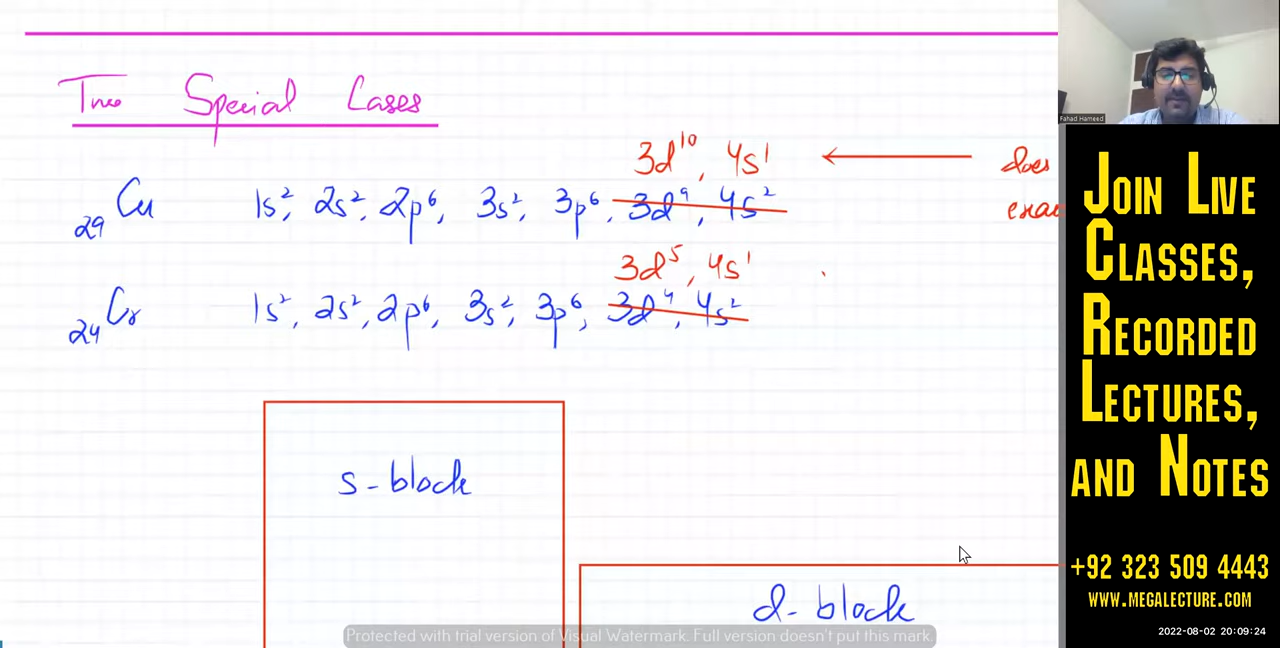 Two Special Cases
3d¹⁰, 4s¹ ← does
₂₉Cu 1s², 2s², 2p⁶, 3s², 3p⁶, 3d⁹, 4s²
3d⁵, 4s¹
₂₄Cr 1s², 2s², 2p⁶, 3s², 3p⁶, 3d⁴, 4s²
s-block
d-block
Protected with trial version of Visual Watermark. Full version doesn't put this mark.
Fahad Hameed
JOIN LIVE
CLASSES,
RECORDED
LECTURES,
AND NOTES
+92 323 509 4443
WWW.MEGALECTURE.COM
2022-08-02 20:09:24